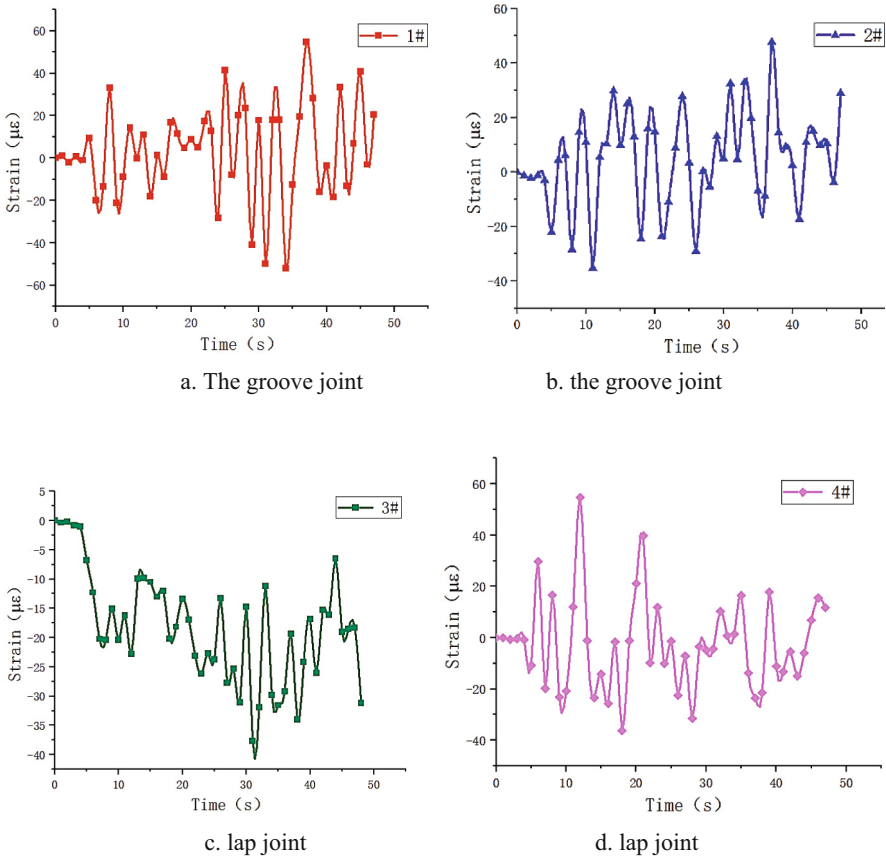 60
40
20
0
-20
-40
-60
Strain (με)
1#
0 10 20 30 40 50
Time (s)
a. The groove joint
60
40
20
0
-20
-40
Strain (με)
2#
0 10 20 30 40 50
Time (s)
b. the groove joint
5
0
-5
-10
-15
-20
-25
-30
-35
-40
Strain (με)
3#
0 10 20 30 40 50
Time (s)
c. lap joint
60
40
20
0
-20
-40
Strain (με)
4#
0 10 20 30 40 50
Time (s)
d. lap joint